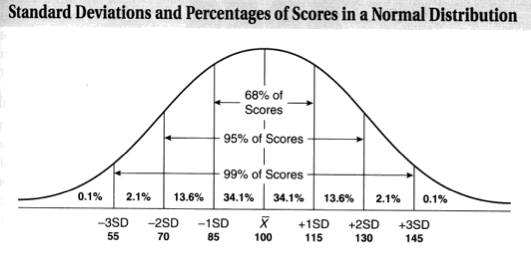 Standard Deviations and Percentages of Scores in a Normal Distribution
68% of
Scores
95% of Scores
99% of Scores
0.1% 2.1% 13.6% 34.1% 34.1% 13.6% 2.1% 0.1%
−3SD −2SD −1SD X̅ +1SD +2SD +3SD
55 70 85 100 115 130 145